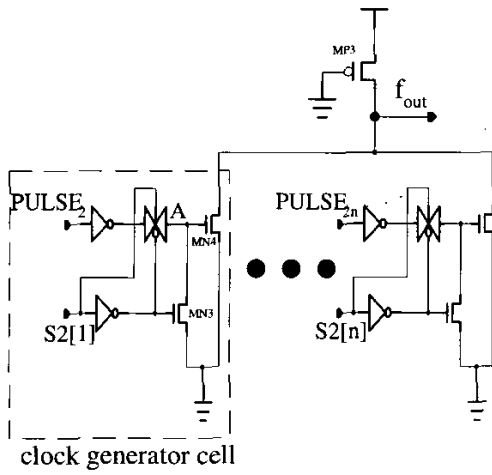 MP3
f_out
PULSE_2
A
MN4
PULSE_2n
MN3
S2[1]
S2[n]
clock generator cell